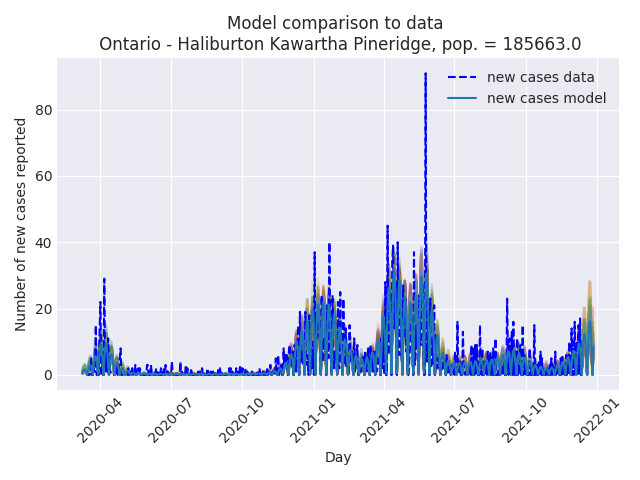 Model comparison to data
Ontario - Haliburton Kawartha Pineridge, pop. = 185663.0
new cases data
new cases model
Number of new cases reported
80
60
40
20
0
2020-04
2020-07
2020-10
2021-01
2021-04
2021-07
2021-10
2022-01
Day